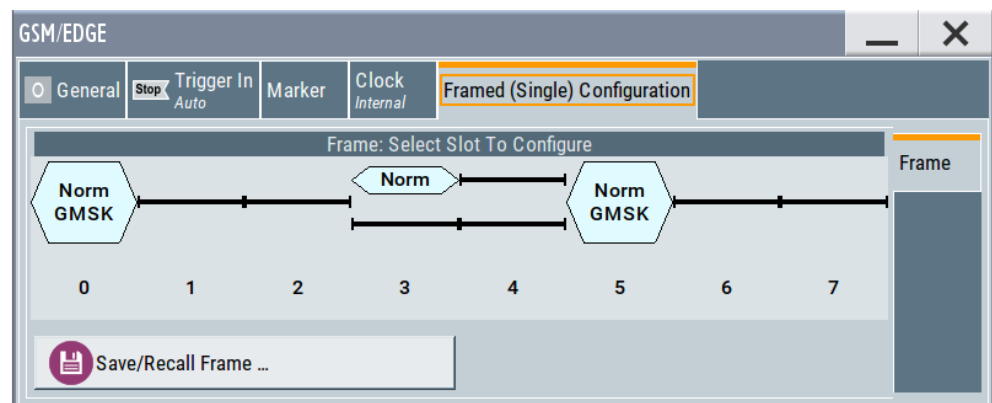 GSM/EDGE
O General Stop Trigger In Auto Marker Clock Internal Framed (Single) Configuration
Frame: Select Slot To Configure
Frame
Norm GMSK
Norm
Norm GMSK
0 1 2 3 4 5 6 7
Save/Recall Frame ...